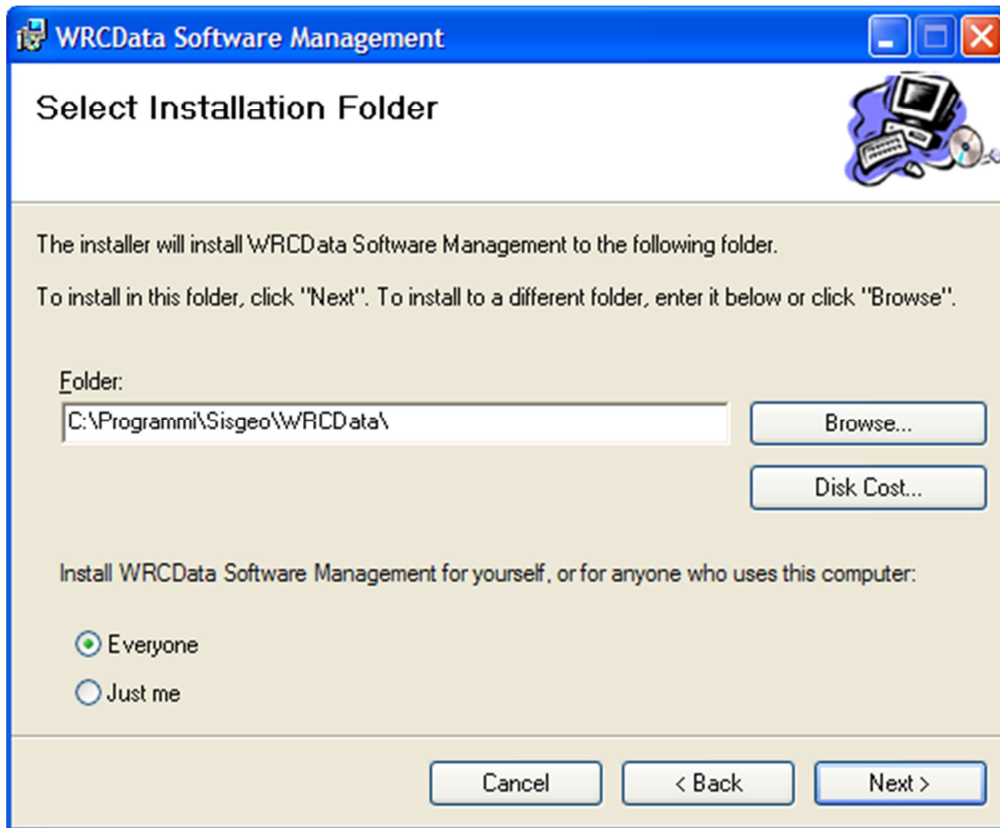 WRCData Software Management
Select Installation Folder
The installer will install WRCData Software Management to the following folder.
To install in this folder, click "Next". To install to a different folder, enter it below or click "Browse".
Folder:
C:\Programmi\Sisgeo\WRCData\
Browse...
Disk Cost...
Install WRCData Software Management for yourself, or for anyone who uses this computer:
Everyone
Just me
Cancel
< Back
Next >